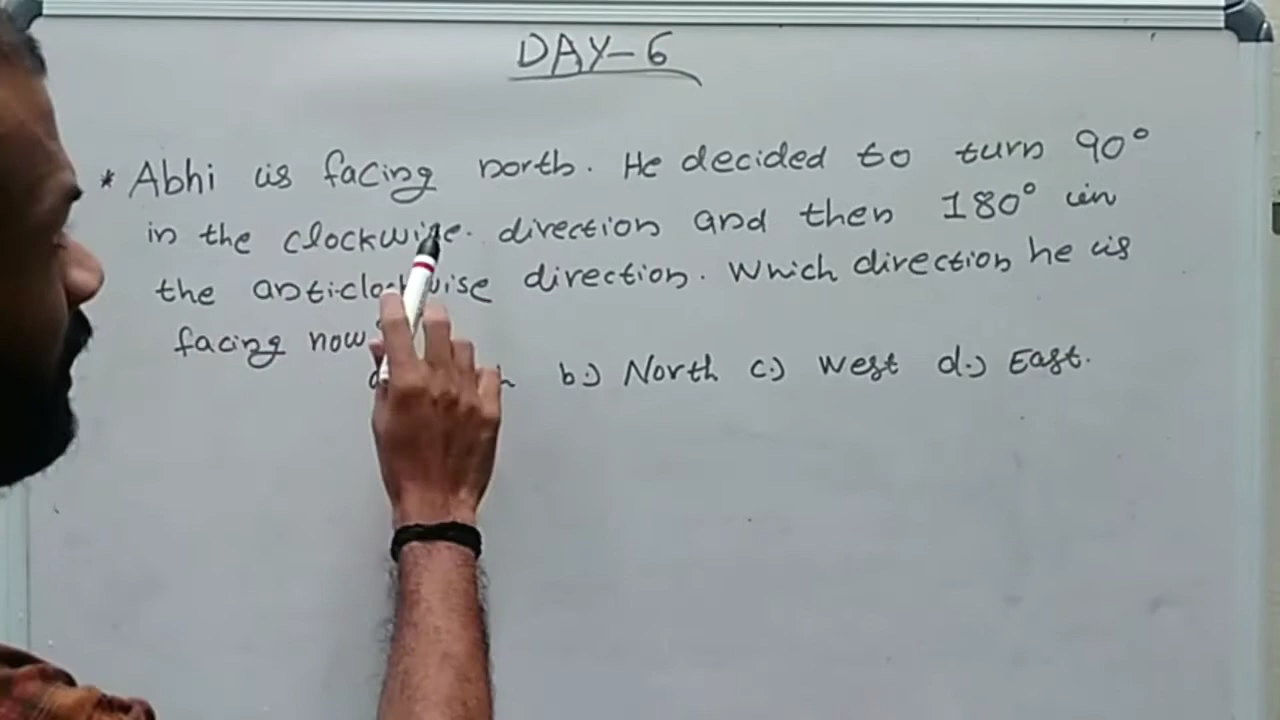 DAY-6
* Abhi is facing north. He decided to turn 90°
in the clockwise. direction and then 180° in
the anticlockwise direction. Which direction he is
facing now
b.) North c.) West d.) East.